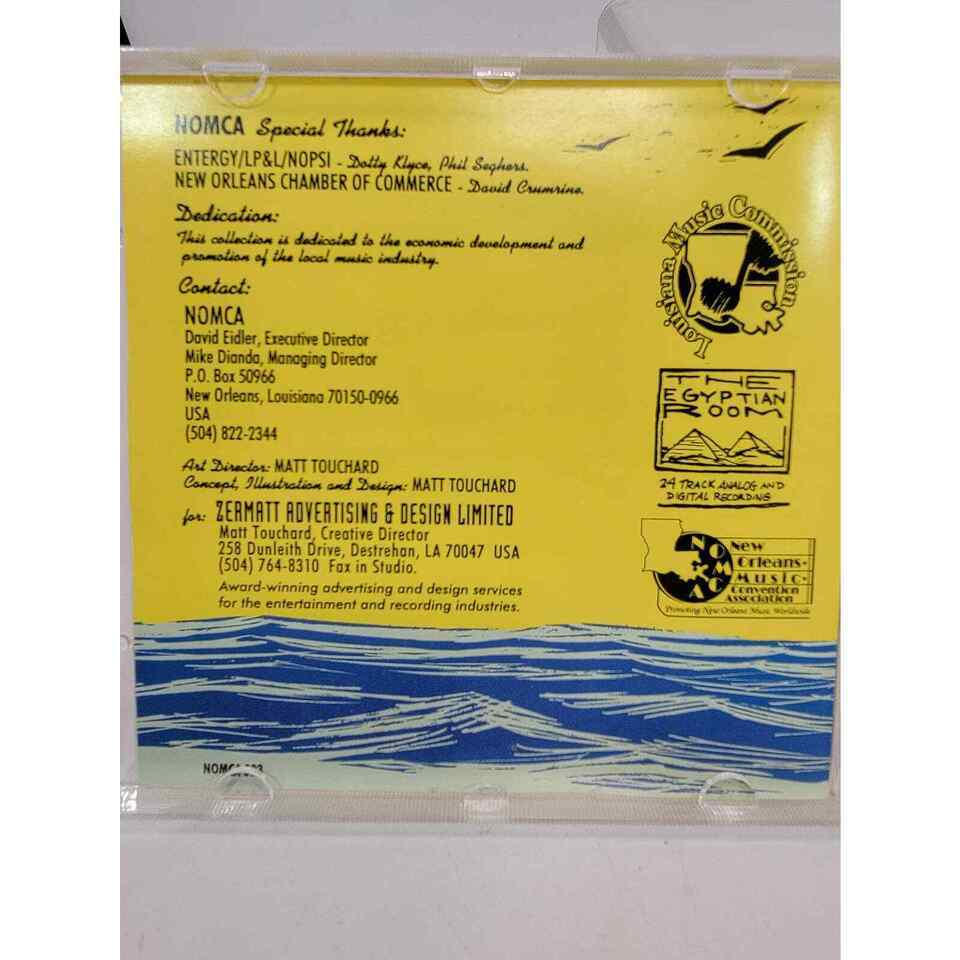 NOMCA Special Thanks:
ENTERGY/LP&L/NOPSI - Dotty Klyce, Phil Seghers.
NEW ORLEANS CHAMBER OF COMMERCE - David Crumrine.
Dedication:
This collection is dedicated to the economic development and
promotion of the local music industry.
Contact:
NOMCA
David Eidler, Executive Director
Mike Dianda, Managing Director
P.O. Box 50966
New Orleans, Louisiana 70150-0966
USA
(504) 822-2344
Art Director: MATT TOUCHARD
Concept, Illustration and Design: MATT TOUCHARD
for: ZERMATT ADVERTISING & DESIGN LIMITED
Matt Touchard, Creative Director
258 Dunleith Drive, Destrehan, LA 70047 USA
(504) 764-8310 Fax in Studio.
Award-winning advertising and design services
for the entertainment and recording industries.
Louisiana Music Commission
THE
EGYPTIAN
ROOM
24 TRACK ANALOG AND
DIGITAL RECORDING
NOMCA
New
Orleans
Music
Convention
Association
Promoting New Orleans Music Worldwide